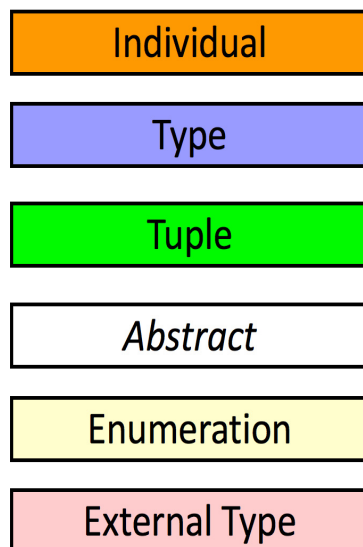 Individual
Type
Tuple
Abstract
Enumeration
External Type